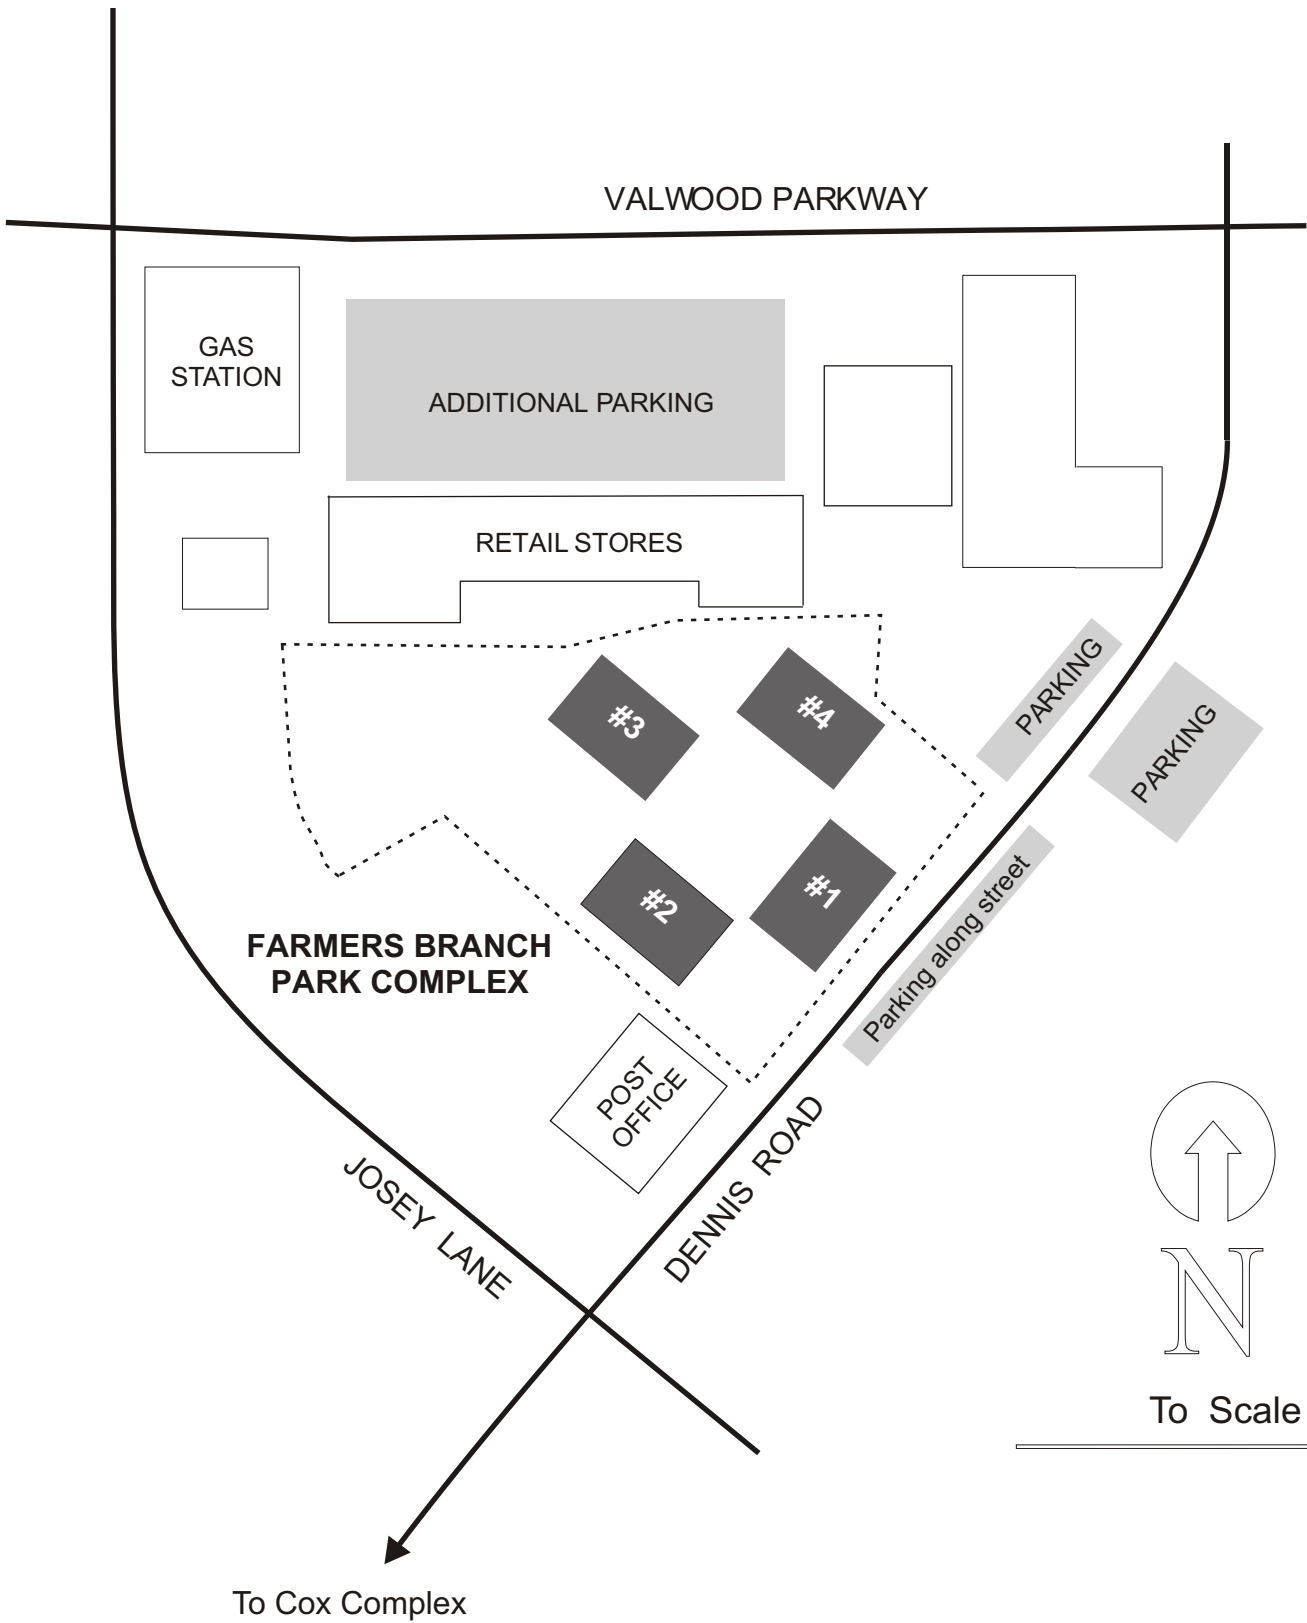 VALWOOD PARKWAY
GAS
STATION
ADDITIONAL PARKING
RETAIL STORES
PARKING
PARKING
#3
#4
#2
#1
Parking along street
FARMERS BRANCH
PARK COMPLEX
POST
OFFICE
JOSEY LANE
DENNIS ROAD
N
To Scale
To Cox Complex